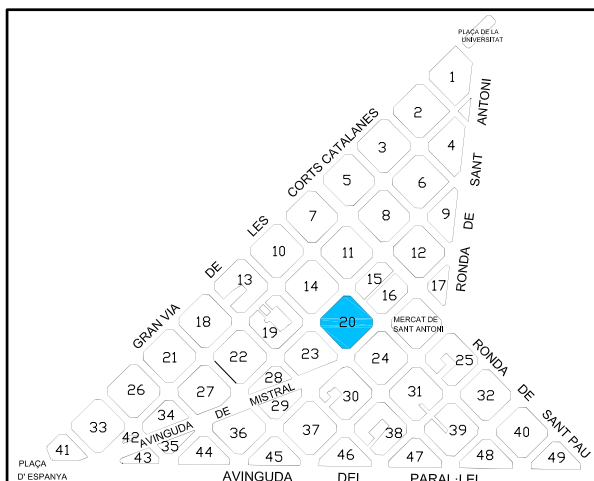 PLAÇA DE LA
UNIVERSITAT
1
2
ANTONI
CORTS CATALANES
3
4
SANT
5
6
7
8
9
DE
LES
10
11
12
RONDA
DE
13
14
15
16
17
GRAN VIA
18
19
20
MERCAT DE
SANT ANTONI
21
22
23
24
25
RONDA
26
27
28
MISTRAL
DE
29
30
31
32
DE
33
34
AVINGUDA
35
36
37
38
39
40
SANT PAU
41
42
43
44
45
46
47
48
49
PLAÇA
D' ESPANYA
AVINGUDA DEL PARAL·LEL